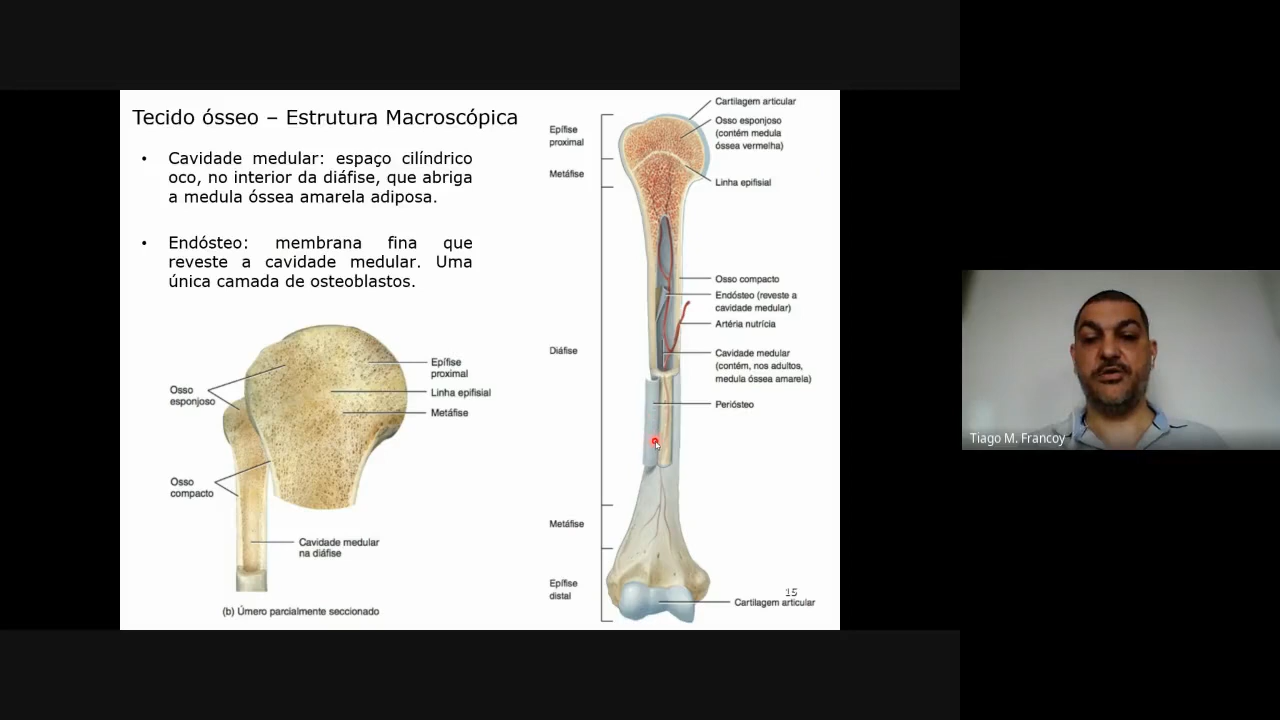 Tecido ósseo – Estrutura Macroscópica
• Cavidade medular: espaço cilíndrico
oco, no interior da diáfise, que abriga
a medula óssea amarela adiposa.
• Endósteo: membrana fina que
reveste a cavidade medular. Uma
única camada de osteoblastos.
Osso
esponjoso
Osso
compacto
Epífise
proximal
Linha epifisial
Metáfise
Cavidade medular
na diáfise
(b) Úmero parcialmente seccionado
Epífise
proximal
Metáfise
Diáfise
Metáfise
Epífise
distal
Cartilagem articular
Osso esponjoso
(contém medula
óssea vermelha)
Linha epifisial
Osso compacto
Endósteo (reveste a
cavidade medular)
Artéria nutrícia
Cavidade medular
(contém, nos adultos,
medula óssea amarela)
Periósteo
15
Cartilagem articular
Tiago M. Francoy